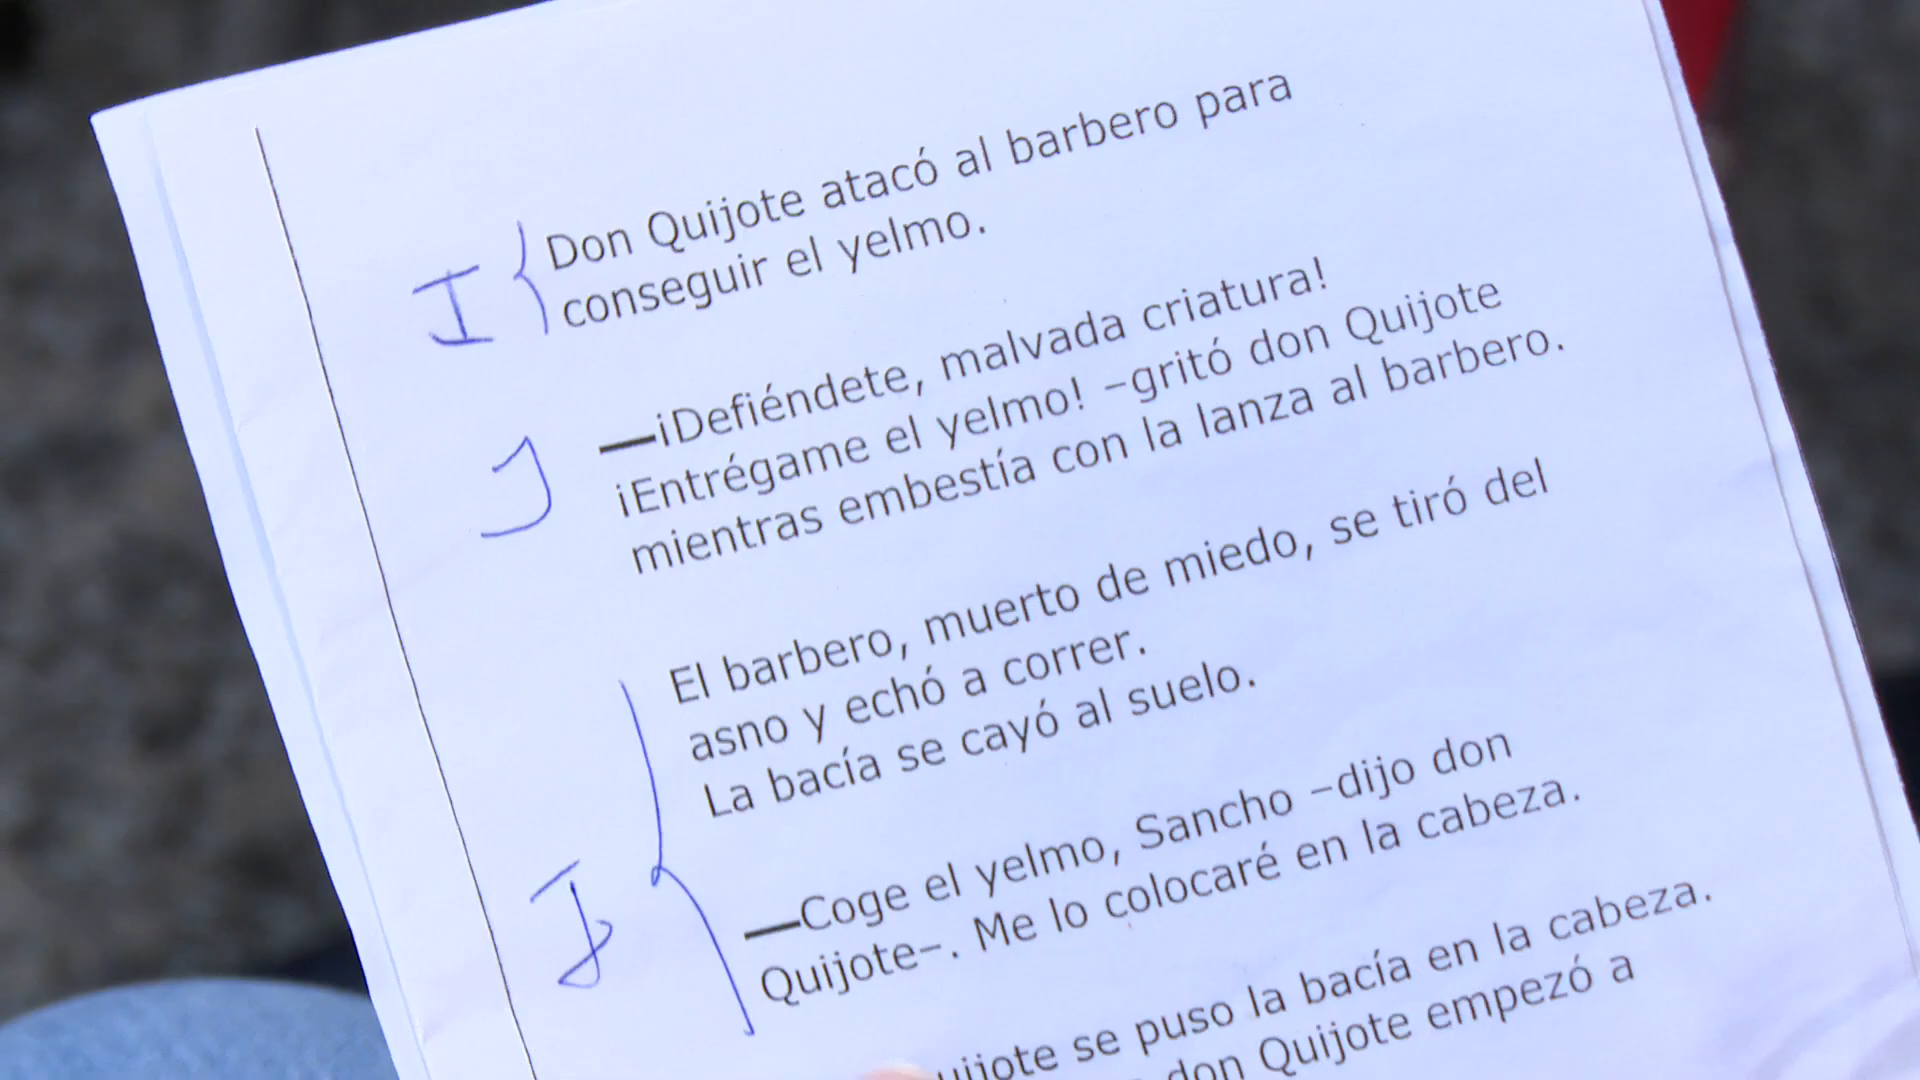 Don Quijote atacó al barbero para
conseguir el yelmo.
I
—¡Defiéndete, malvada criatura!
¡Entrégame el yelmo! –gritó don Quijote
mientras embestía con la lanza al barbero.
J
El barbero, muerto de miedo, se tiró del
asno y echó a correr.
La bacía se cayó al suelo.
—Coge el yelmo, Sancho –dijo don
Quijote–. Me lo colocaré en la cabeza.
se puso la bacía en la cabeza.
don Quijote empezó a